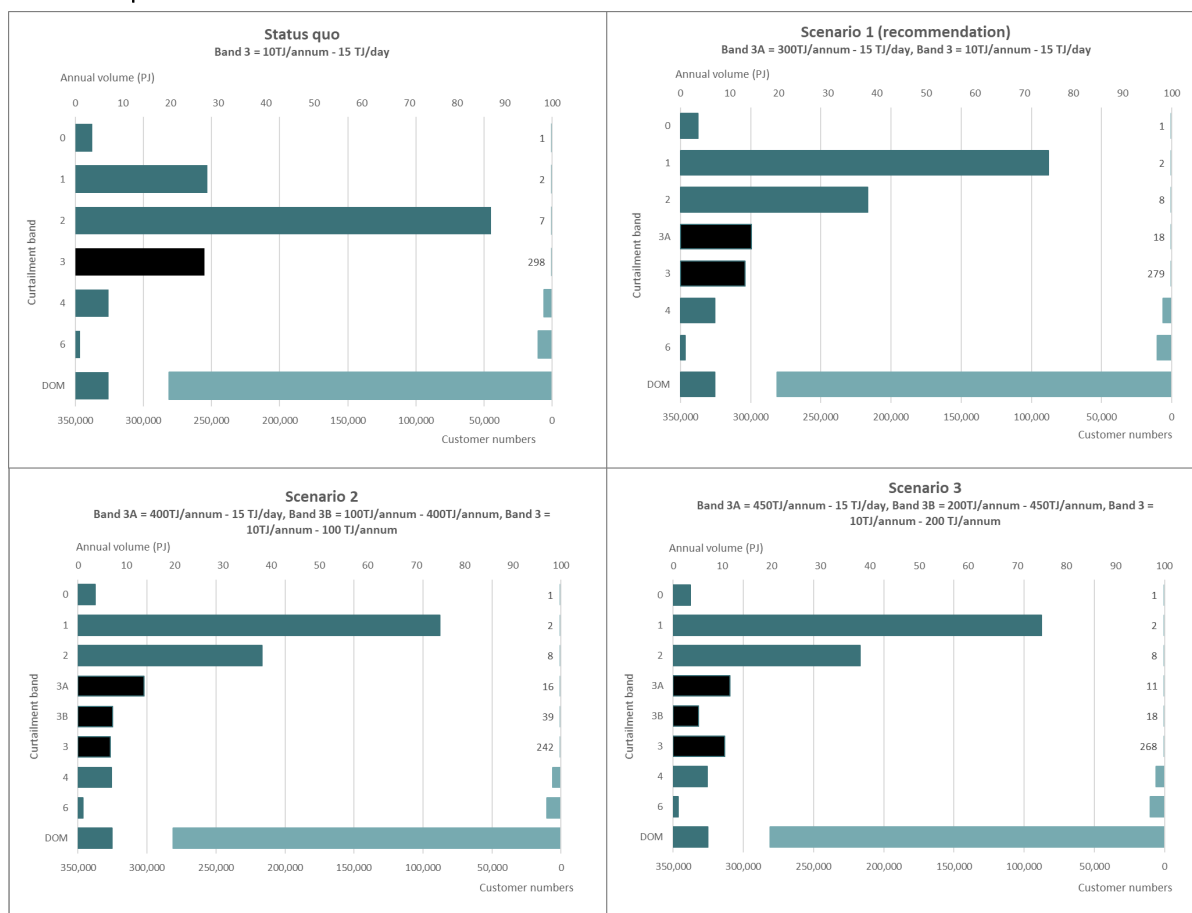 Status quo
Band 3 = 10TJ/annum - 15 TJ/day
Annual volume (PJ)
0 10 20 30 40 50 60 70 80 90 100
Curtailment band
0 1
1 2
2 7
3 298
4
6
DOM
350,000 300,000 250,000 200,000 150,000 100,000 50,000 0
Customer numbers
Scenario 1 (recommendation)
Band 3A = 300TJ/annum - 15 TJ/day, Band 3 = 10TJ/annum - 15 TJ/day
Annual volume (PJ)
0 10 20 30 40 50 60 70 80 90 100
Curtailment band
0 1
1 2
2 8
3A 18
3 279
4
6
DOM
350,000 300,000 250,000 200,000 150,000 100,000 50,000 0
Customer numbers
Scenario 2
Band 3A = 400TJ/annum - 15 TJ/day, Band 3B = 100TJ/annum - 400TJ/annum, Band 3 =
10TJ/annum - 100 TJ/annum
Annual volume (PJ)
0 10 20 30 40 50 60 70 80 90 100
Curtailment band
0 1
1 2
2 8
3A 16
3B 39
3 242
4
6
DOM
350,000 300,000 250,000 200,000 150,000 100,000 50,000 0
Customer numbers
Scenario 3
Band 3A = 450TJ/annum - 15 TJ/day, Band 3B = 200TJ/annum - 450TJ/annum, Band 3 =
10TJ/annum - 200 TJ/annum
Annual volume (PJ)
0 10 20 30 40 50 60 70 80 90 100
Curtailment band
0 1
1 2
2 8
3A 11
3B 18
3 268
4
6
DOM
350,000 300,000 250,000 200,000 150,000 100,000 50,000 0
Customer numbers